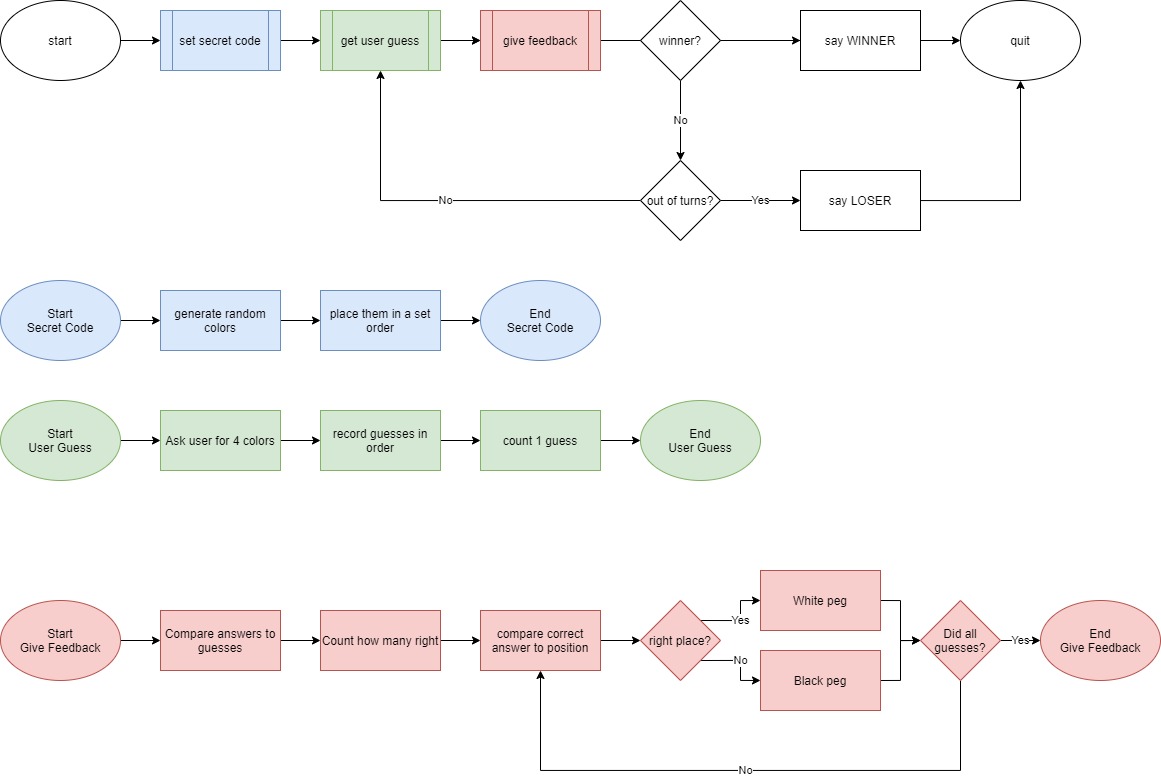 start
set secret code
get user guess
give feedback
winner?
say WINNER
quit
No
out of turns?
Yes
say LOSER
No
Start
Secret Code
generate random
colors
place them in a set
order
End
Secret Code
Start
User Guess
Ask user for 4 colors
record guesses in
order
count 1 guess
End
User Guess
Start
Give Feedback
Compare answers to
guesses
Count how many right
compare correct
answer to position
right place?
Yes
White peg
No
Black peg
Did all
guesses?
Yes
End
Give Feedback
No